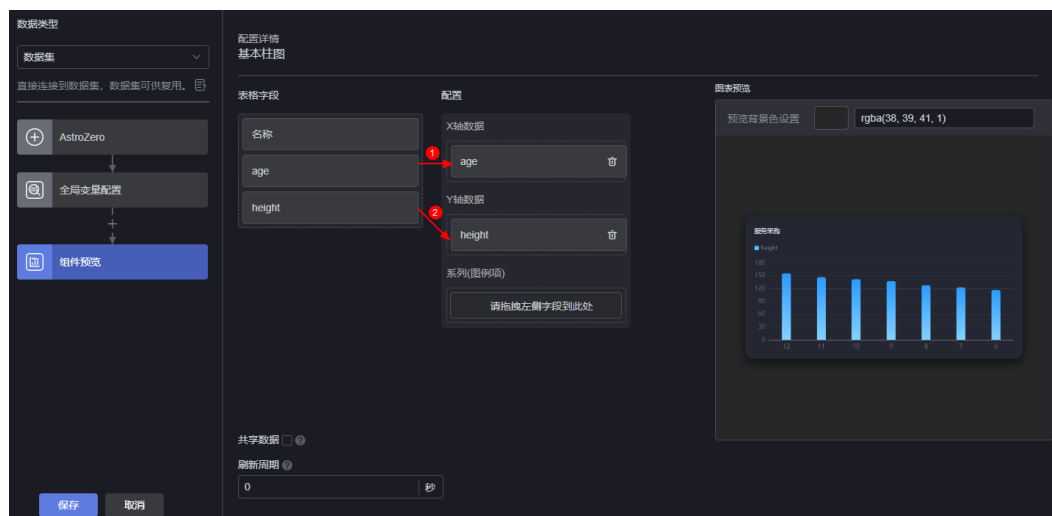 数据类型
数据集
直接连接到数据集，数据集可供复用。
AstroZero
全局变量配置
组件预览
保存
取消
配置详情
基本柱图
表格字段
名称
age
height
配置
X轴数据
1
age
Y轴数据
2
height
系列(图例项)
请拖拽左侧字段到此处
共享数据
刷新周期
0
秒
图表预览
预览背景色设置
rgba(38, 39, 41, 1)
服务采购
height
180
150
120
90
60
30
0
12 11 10 9 8 7 6